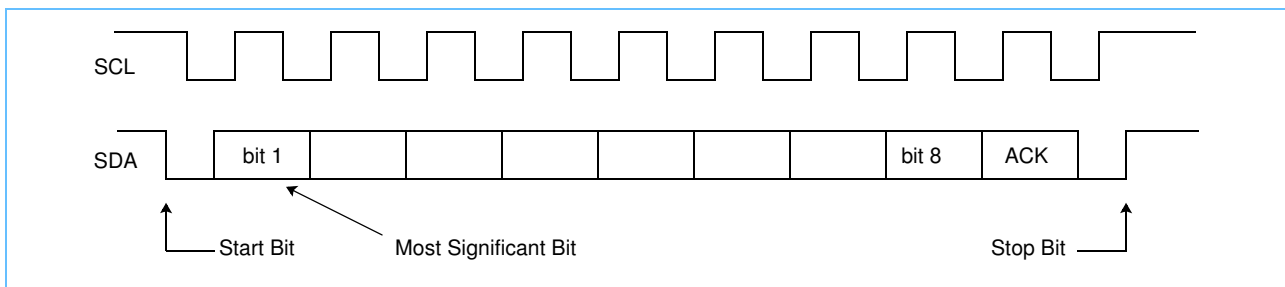 SCL
SDA
bit 1
bit 8
ACK
Start Bit
Most Significant Bit
Stop Bit